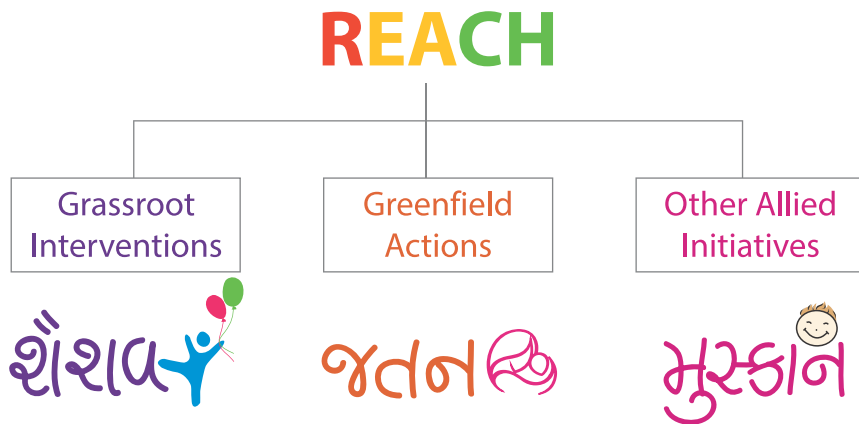 REACH
Grassroot
Interventions
Greenfield
Actions
Other Allied
Initiatives
શૈશવ
જતન
મુસ્કાન